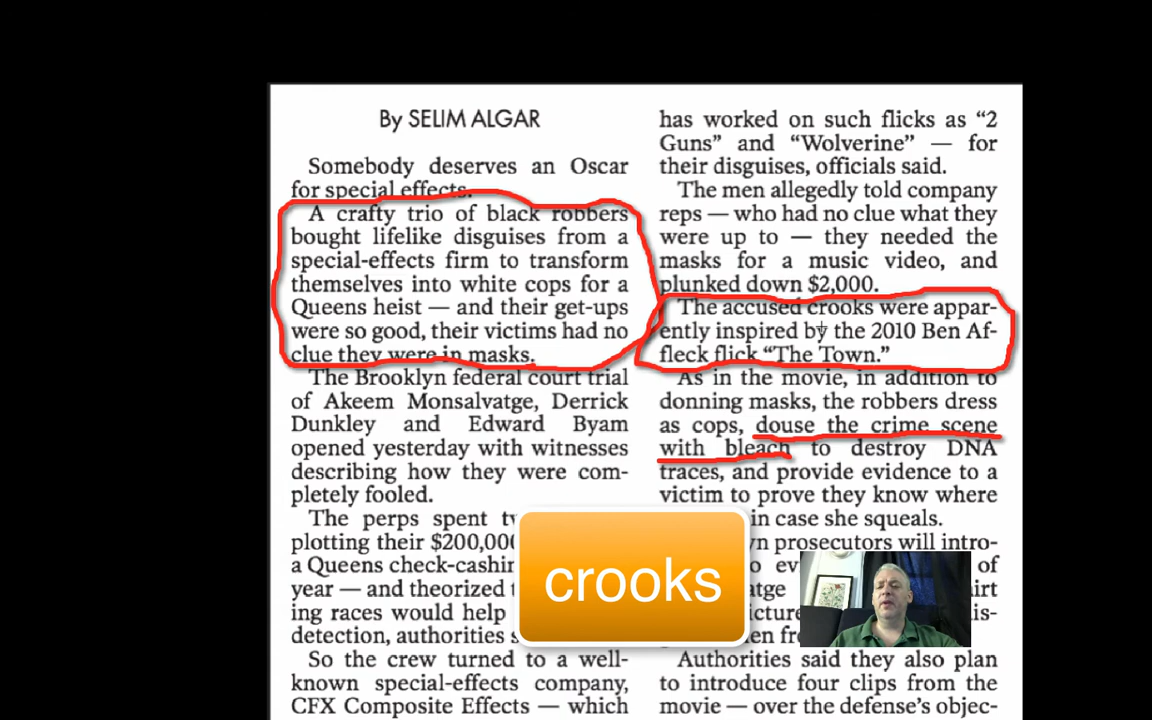 By SELIM ALGAR
Somebody deserves an Oscar
for special effects.
A crafty trio of black robbers
bought lifelike disguises from a
special-effects firm to transform
themselves into white cops for a
Queens heist — and their get-ups
were so good, their victims had no
clue they were in masks.
The Brooklyn federal court trial
of Akeem Monsalvatge, Derrick
Dunkley and Edward Byam
opened yesterday with witnesses
describing how they were com-
pletely fooled.
The perps spent
plotting their $200,000
a Queens check-cashin
year — and theorized
ing races would help
detection, authorities
So the crew turned to a well-
known special-effects company,
CFX Composite Effects — which
has worked on such flicks as “2
Guns” and “Wolverine” — for
their disguises, officials said.
The men allegedly told company
reps — who had no clue what they
were up to — they needed the
masks for a music video, and
plunked down $2,000.
The accused crooks were appar-
ently inspired by the 2010 Ben Af-
fleck flick “The Town.”
As in the movie, in addition to
donning masks, the robbers dress
as cops, douse the crime scene
with bleach to destroy DNA
traces, and provide evidence to a
victim to prove they know where
in case she squeals.
prosecutors will intro-
of
Authorities said they also plan
to introduce four clips from the
movie — over the defense’s objec-
crooks